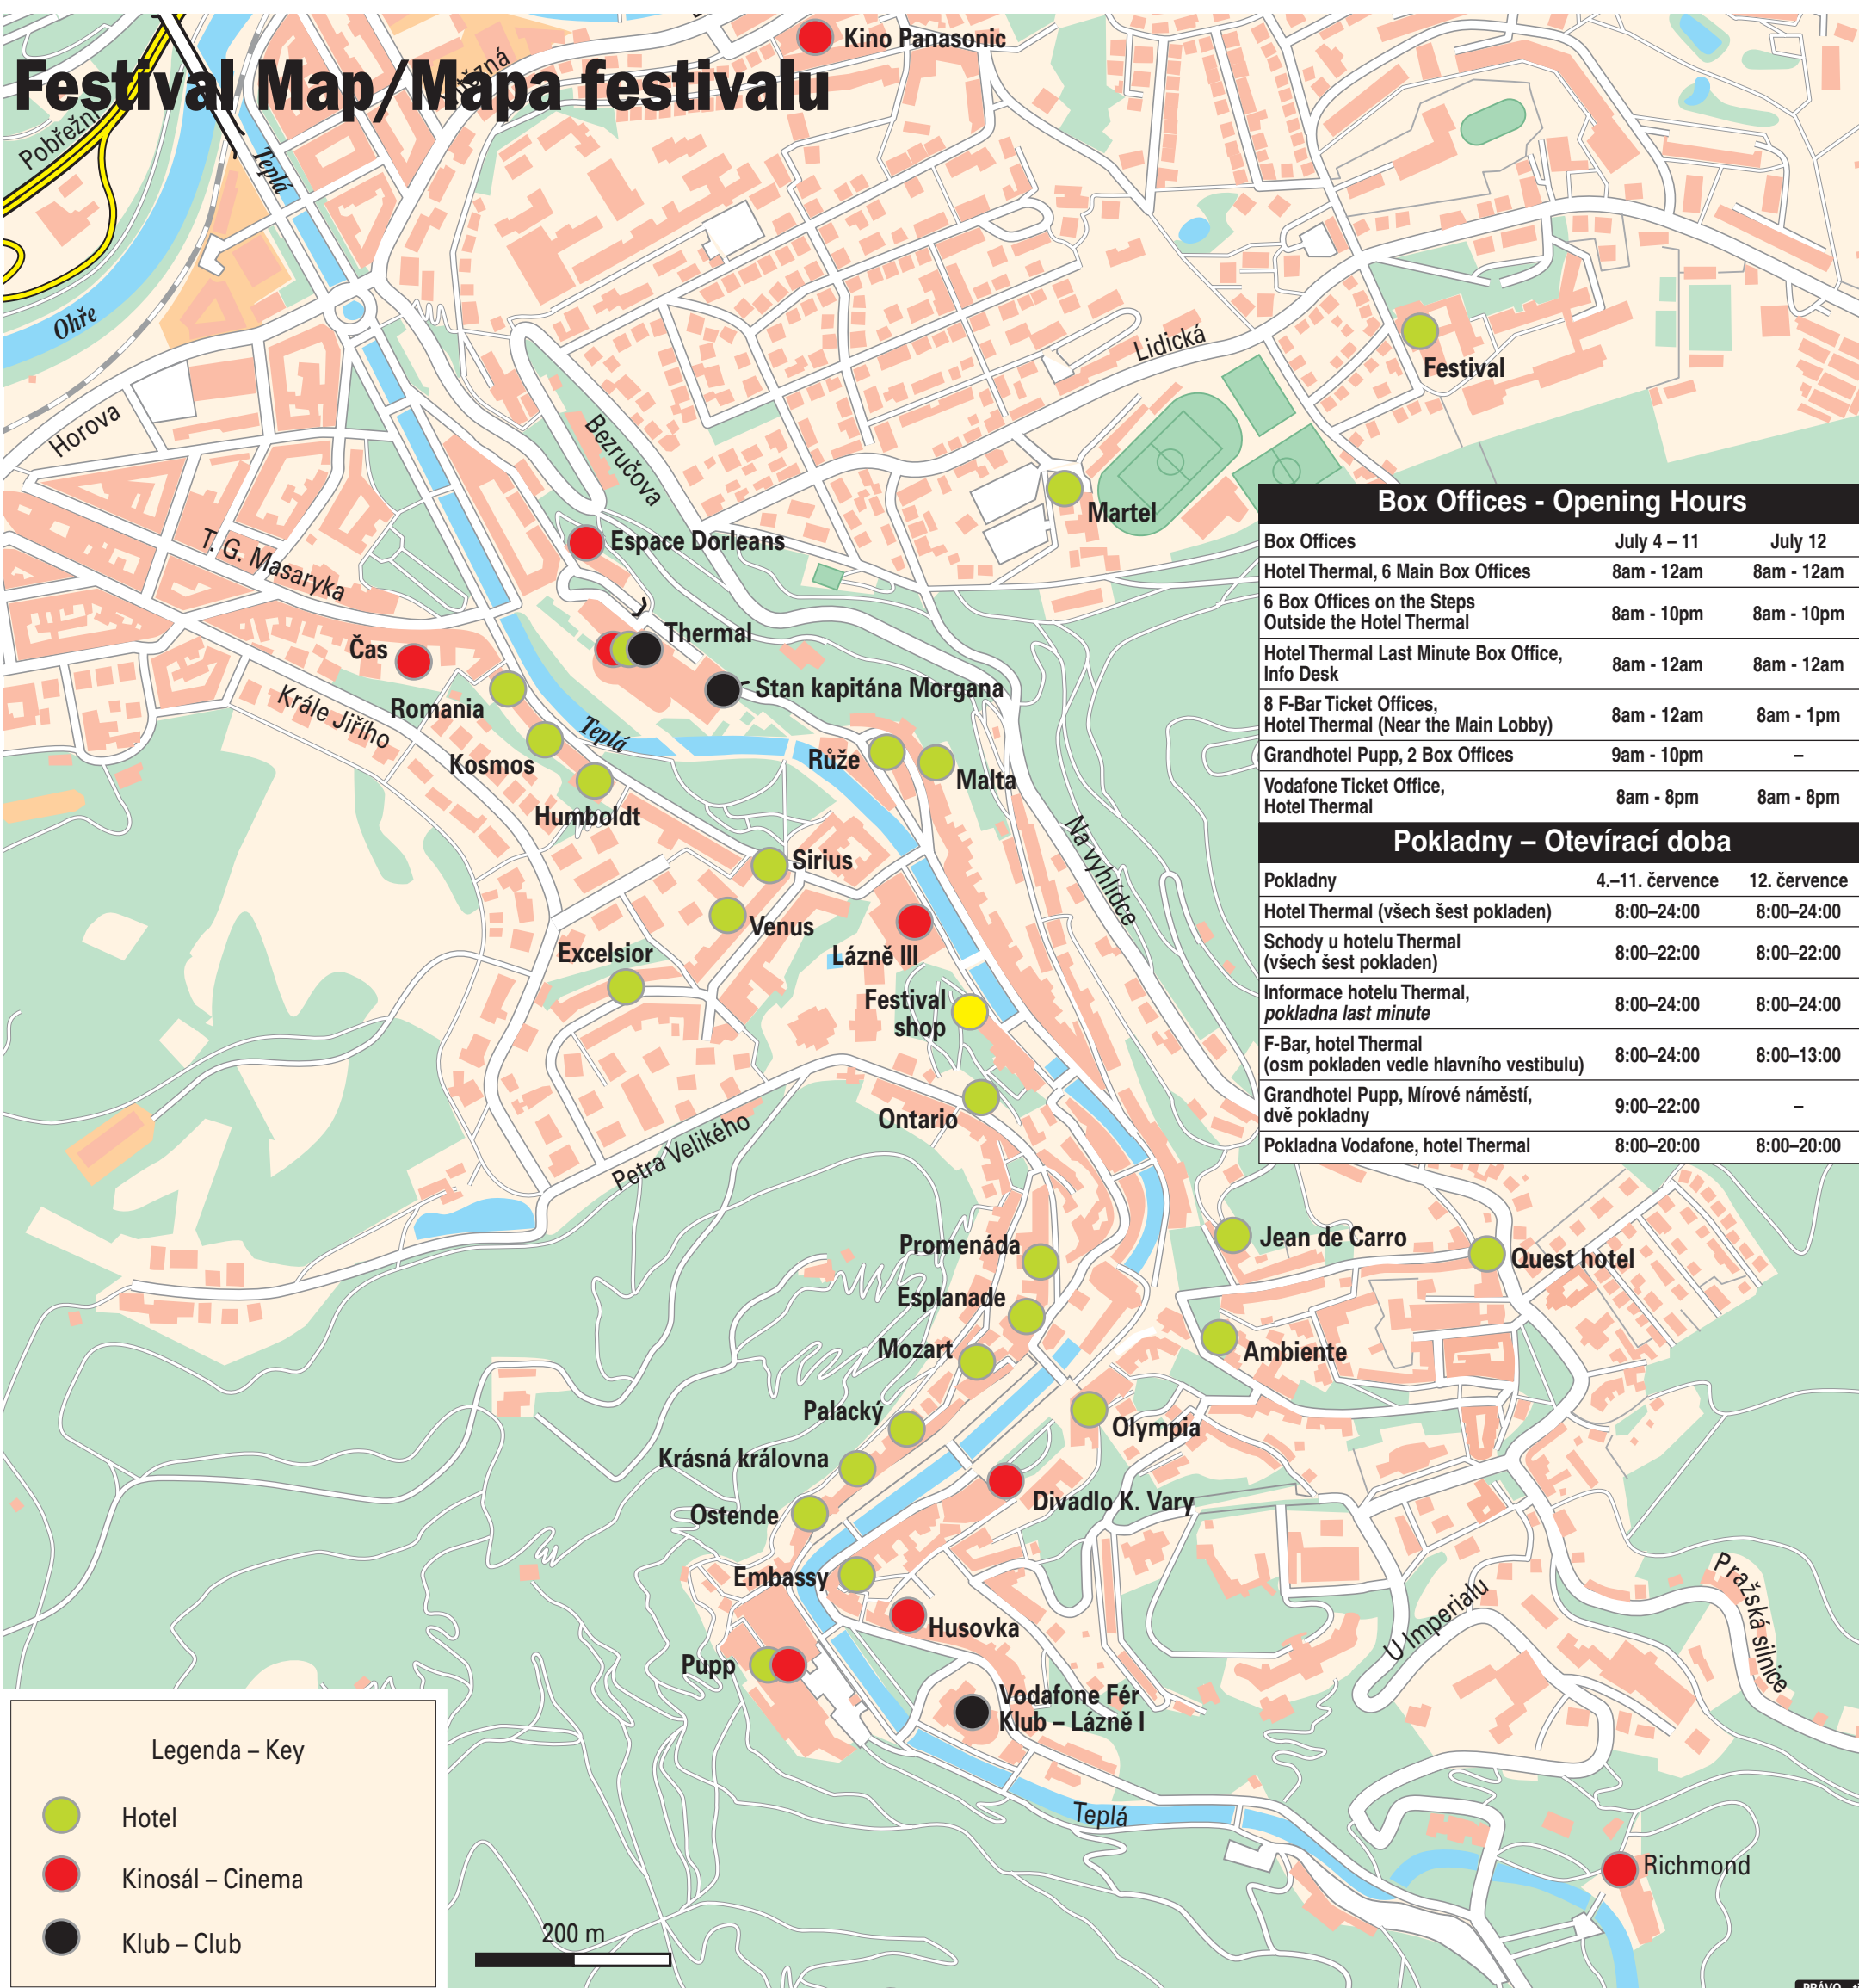 Kino Panasonic
Festival Map/Mapa festivalu
Pobřežní
Teplá
Ohře
Horova
Bezručova
Lidická
Festival
Martel
T. G. Masaryka
Espace Dorleans
Thermal
Čas
Stan kapitána Morgana
Romania
Krále Jiřího
Teplá
Kosmos
Růže
Malta
Humboldt
Na vyhlídce
Sirius
Venus
Lázně III
Excelsior
Festival
shop
Ontario
Petra Velikého
Promenáda
Jean de Carro
Quest hotel
Esplanade
Mozart
Ambiente
Palacký
Olympia
Krásná královna
Divadlo K. Vary
Ostende
Embassy
Husovka
U Imperialu
Pražská silnice
Pupp
Vodafone Fér
Klub – Lázně I
Teplá
Richmond
Box Offices - Opening Hours
Box Offices July 4 – 11 July 12
Hotel Thermal, 6 Main Box Offices 8am - 12am 8am - 12am
6 Box Offices on the Steps
Outside the Hotel Thermal 8am - 10pm 8am - 10pm
Hotel Thermal Last Minute Box Office,
Info Desk 8am - 12am 8am - 12am
8 F-Bar Ticket Offices,
Hotel Thermal (Near the Main Lobby) 8am - 12am 8am - 1pm
Grandhotel Pupp, 2 Box Offices 9am - 10pm –
Vodafone Ticket Office,
Hotel Thermal 8am - 8pm 8am - 8pm
Pokladny – Otevírací doba
Pokladny 4.–11. července 12. července
Hotel Thermal (všech šest pokladen) 8:00–24:00 8:00–24:00
Schody u hotelu Thermal
(všech šest pokladen) 8:00–22:00 8:00–22:00
Informace hotelu Thermal,
pokladna last minute 8:00–24:00 8:00–24:00
F-Bar, hotel Thermal
(osm pokladen vedle hlavního vestibulu) 8:00–24:00 8:00–13:00
Grandhotel Pupp, Mírové náměstí,
dvě pokladny 9:00–22:00 –
Pokladna Vodafone, hotel Thermal 8:00–20:00 8:00–20:00
Legenda – Key
Hotel
Kinosál – Cinema
Klub – Club
200 m